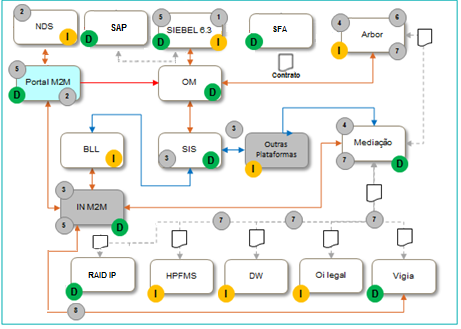 2
NDS
I
SAP
D
5
1
SIEBEL 6.3
D
I
SFA
D
Contrato
4
6
Arbor
I
7
5
Portal M2M
D
2
OM
D
BLL
I
SIS
3
D
3
Outras
Plataformas
I
4
Mediação
7
D
3
IN M2M
5
D
7
7
7
RAID IP
D
HPFMS
I
DW
I
Oi legal
I
Vigia
D
8